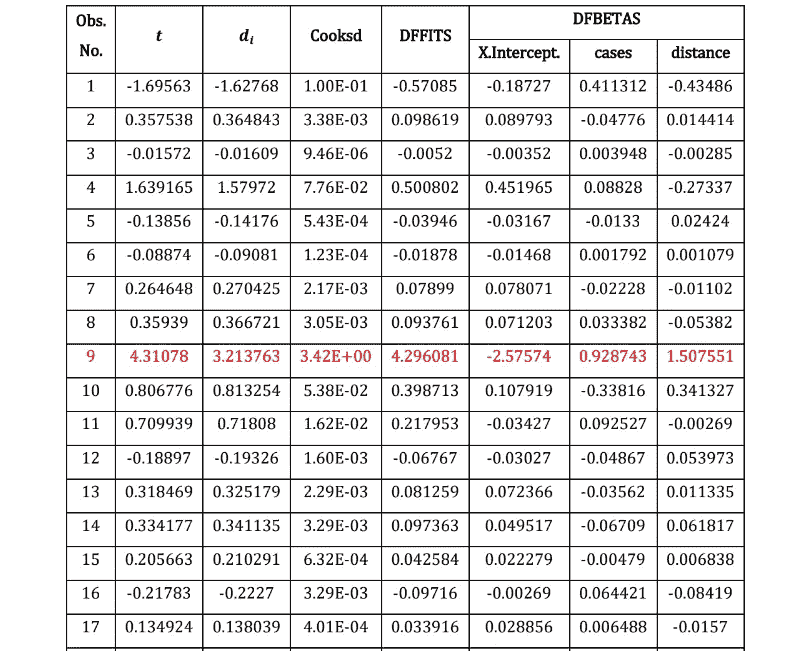 Obs. No. t di Cooksd DFFITS DFBETAS
X.Intercept. cases distance
1 -1.69563 -1.62768 1.00E-01 -0.57085 -0.18727 0.411312 -0.43486
2 0.357538 0.364843 3.38E-03 0.098619 0.089793 -0.04776 0.014414
3 -0.01572 -0.01609 9.46E-06 -0.0052 -0.00352 0.003948 -0.00285
4 1.639165 1.57972 7.76E-02 0.500802 0.451965 0.08828 -0.27337
5 -0.13856 -0.14176 5.43E-04 -0.03946 -0.03167 -0.0133 0.02424
6 -0.08874 -0.09081 1.23E-04 -0.01878 -0.01468 0.001792 0.001079
7 0.264648 0.270425 2.17E-03 0.07899 0.078071 -0.02228 -0.01102
8 0.35939 0.366721 3.05E-03 0.093761 0.071203 0.033382 -0.05382
9 4.31078 3.213763 3.42E+00 4.296081 -2.57574 0.928743 1.507551
10 0.806776 0.813254 5.38E-02 0.398713 0.107919 -0.33816 0.341327
11 0.709939 0.71808 1.62E-02 0.217953 -0.03427 0.092527 -0.00269
12 -0.18897 -0.19326 1.60E-03 -0.06767 -0.03027 -0.04867 0.053973
13 0.318469 0.325179 2.29E-03 0.081259 0.072366 -0.03562 0.011335
14 0.334177 0.341135 3.29E-03 0.097363 0.049517 -0.06709 0.061817
15 0.205663 0.210291 6.32E-04 0.042584 0.022279 -0.00479 0.006838
16 -0.21783 -0.2227 3.29E-03 -0.09716 -0.00269 0.064421 -0.08419
17 0.134924 0.138039 4.01E-04 0.033916 0.028856 0.006488 -0.0157